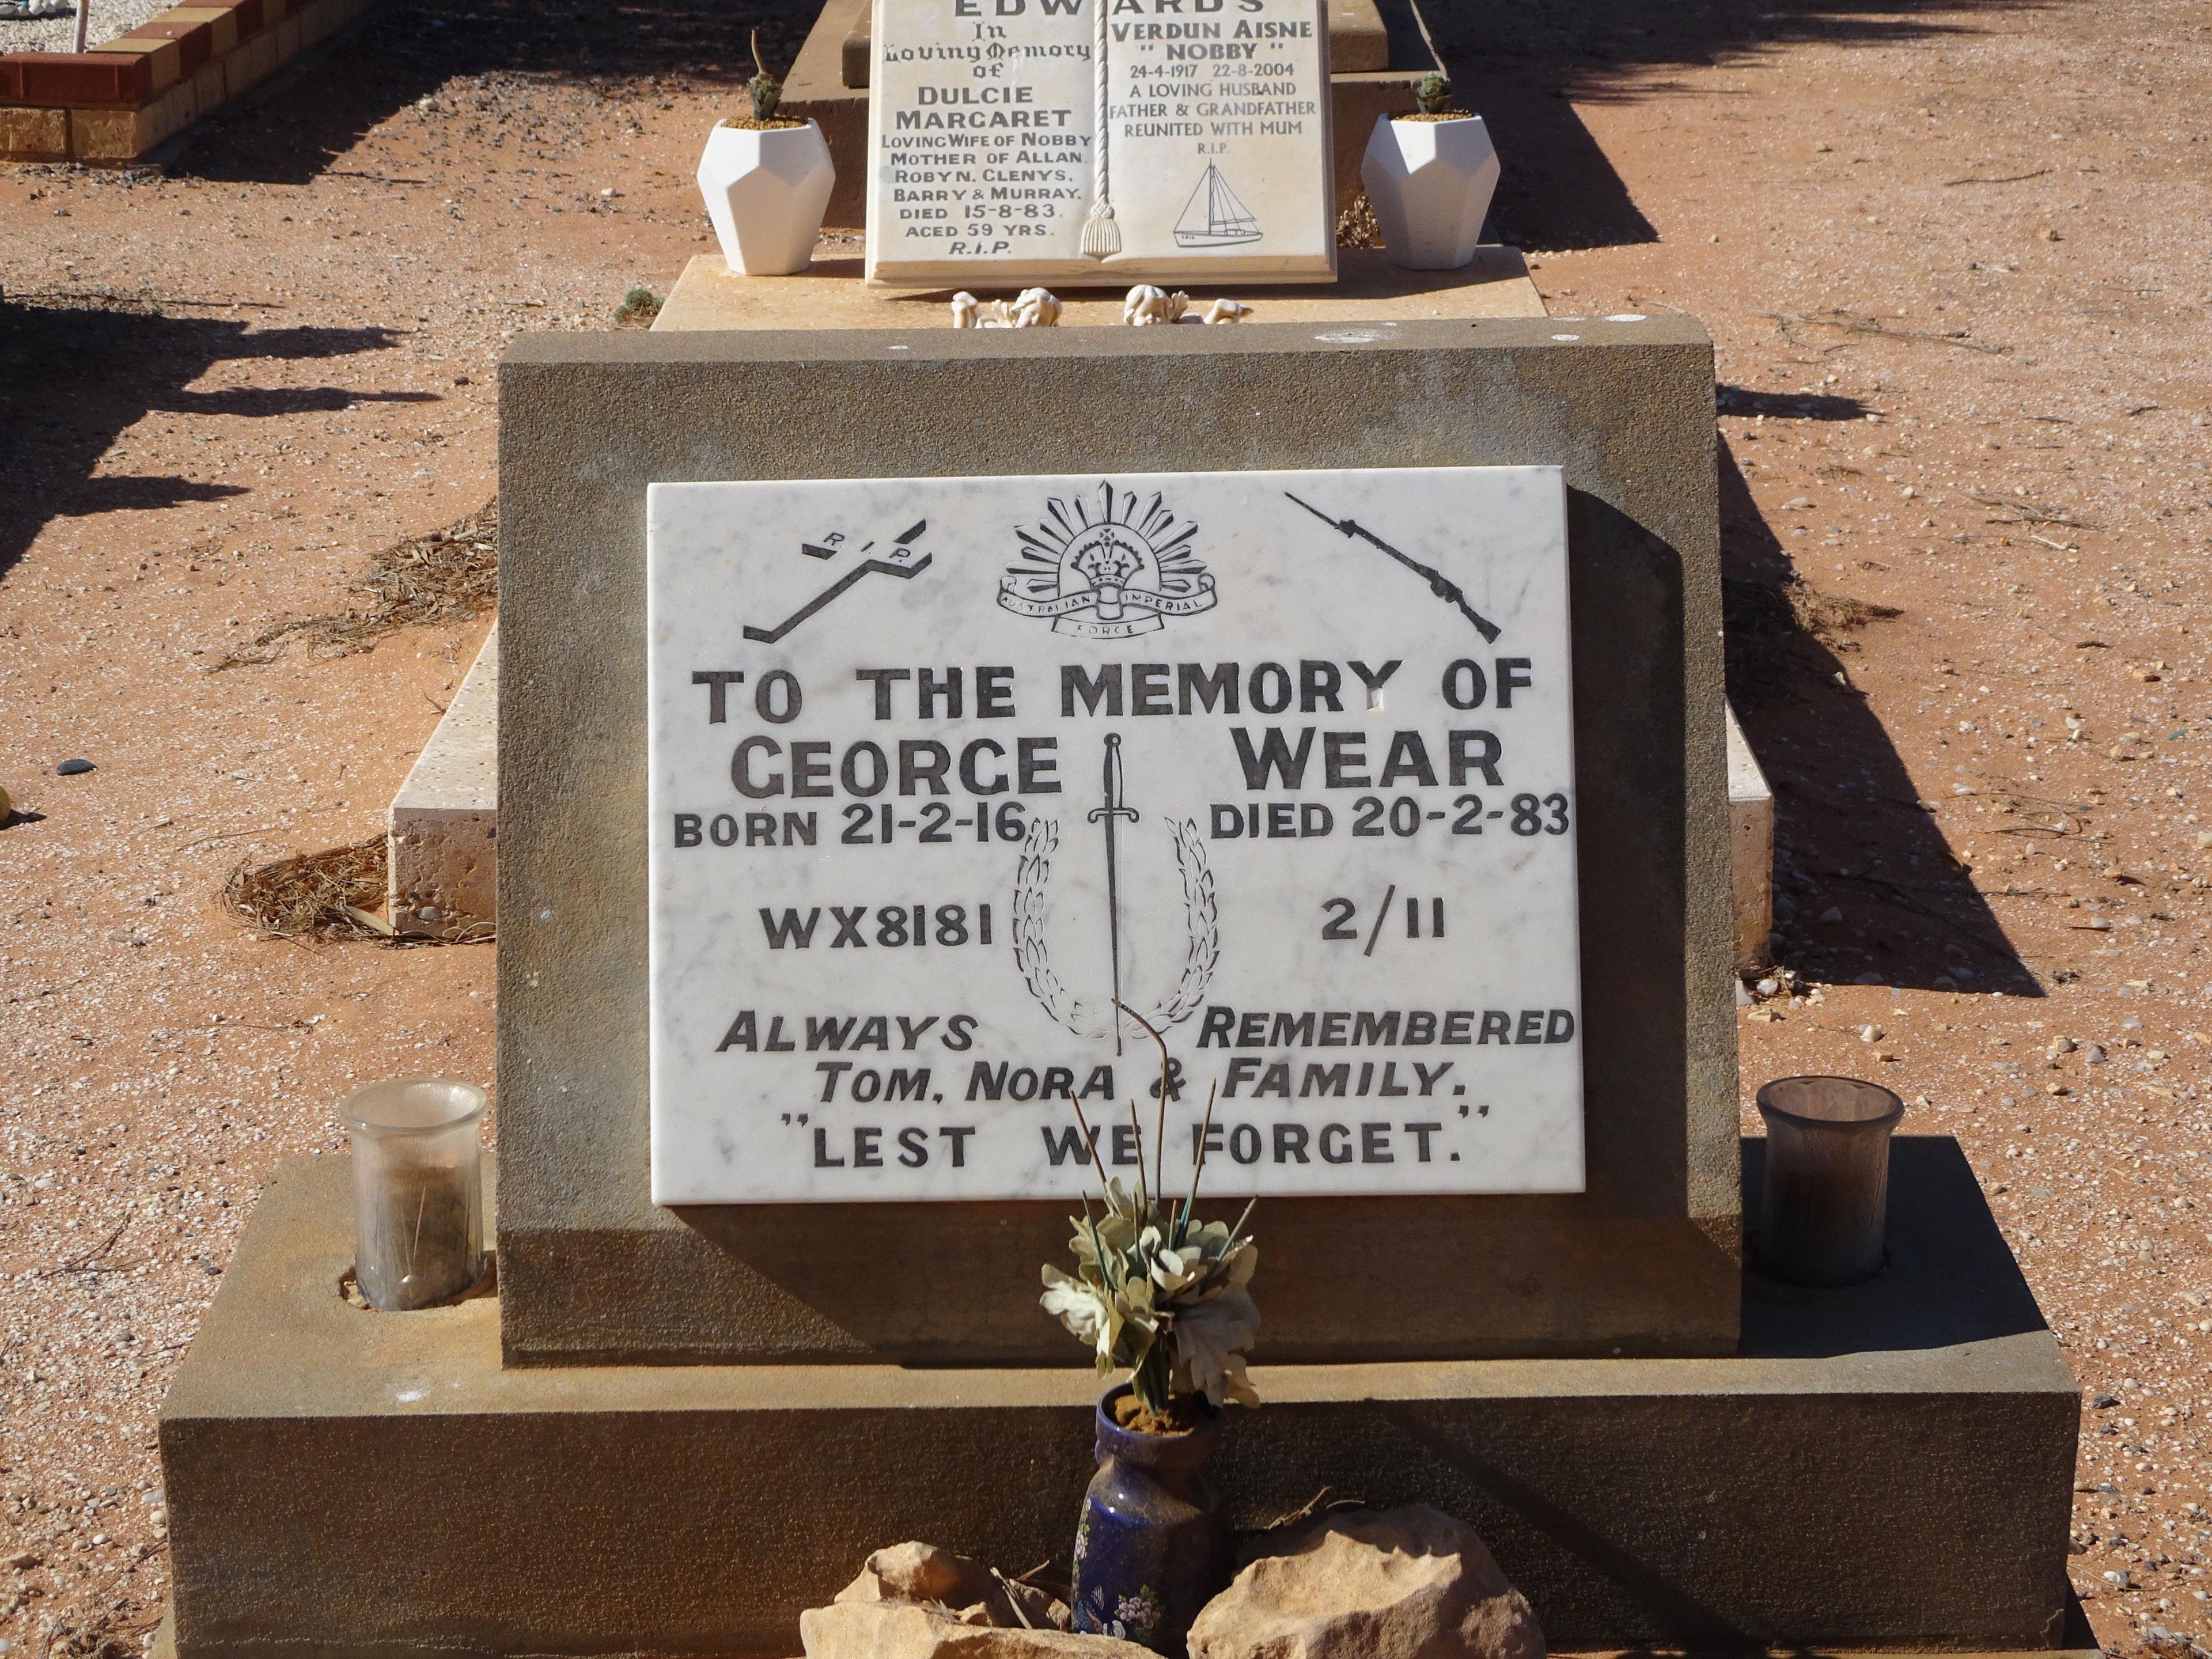 EDWARDS
In
Loving Memory
of
DULCIE
MARGARET
LOVING WIFE OF NOBBY
MOTHER OF ALLAN.
ROBYN. GLENYS.
BARRY & MURRAY.
DIED 15-8-83.
AGED 59 YRS.
R.I.P.
VERDUN AISNE
" NOBBY "
24-4-1917 22-8-2004
A LOVING HUSBAND
FATHER & GRANDFATHER
REUNITED WITH MUM
R.I.P.
R I P.
AUSTRALIAN IMPERIAL
FORCE
TO THE MEMORY OF
GEORGE WEAR
BORN 21-2-16 DIED 20-2-83
WX8181 2/11
ALWAYS REMEMBERED
TOM, NORA & FAMILY.
"LEST WE FORGET."